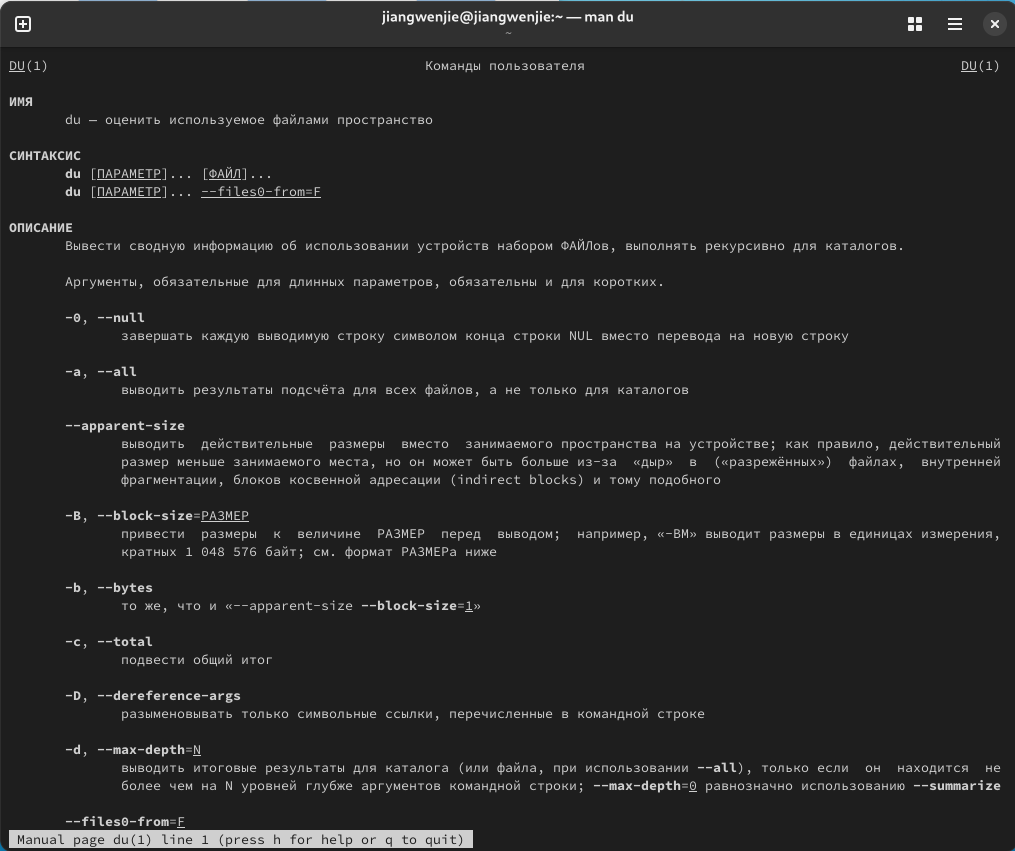 jiangwenjie@jiangwenjie:~ — man du
~
DU(1) Команды пользователя DU(1)
ИМЯ
du — оценить используемое файлами пространство
СИНТАКСИС
du [ПАРАМЕТР]... [ФАЙЛ]...
du [ПАРАМЕТР]... --files0-from=F
ОПИСАНИЕ
Вывести сводную информацию об использовании устройств набором ФАЙЛов, выполнять рекурсивно для каталогов.
Аргументы, обязательные для длинных параметров, обязательны и для коротких.
-0, --null
завершать каждую выводимую строку символом конца строки NUL вместо перевода на новую строку
-a, --all
выводить результаты подсчёта для всех файлов, а не только для каталогов
--apparent-size
выводить действительные размеры вместо занимаемого пространства на устройстве; как правило, действительный
размер меньше занимаемого места, но он может быть больше из-за «дыр» в («разрежённых») файлах, внутренней
фрагментации, блоков косвенной адресации (indirect blocks) и тому подобного
-B, --block-size=РАЗМЕР
привести размеры к величине РАЗМЕР перед выводом; например, «-BM» выводит размеры в единицах измерения,
кратных 1 048 576 байт; см. формат РАЗМЕРа ниже
-b, --bytes
то же, что и «--apparent-size --block-size=1»
-c, --total
подвести общий итог
-D, --dereference-args
разыменовывать только символьные ссылки, перечисленные в командной строке
-d, --max-depth=N
выводить итоговые результаты для каталога (или файла, при использовании --all), только если он находится не
более чем на N уровней глубже аргументов командной строки; --max-depth=0 равнозначно использованию --summarize
--files0-from=F
Manual page du(1) line 1 (press h for help or q to quit)